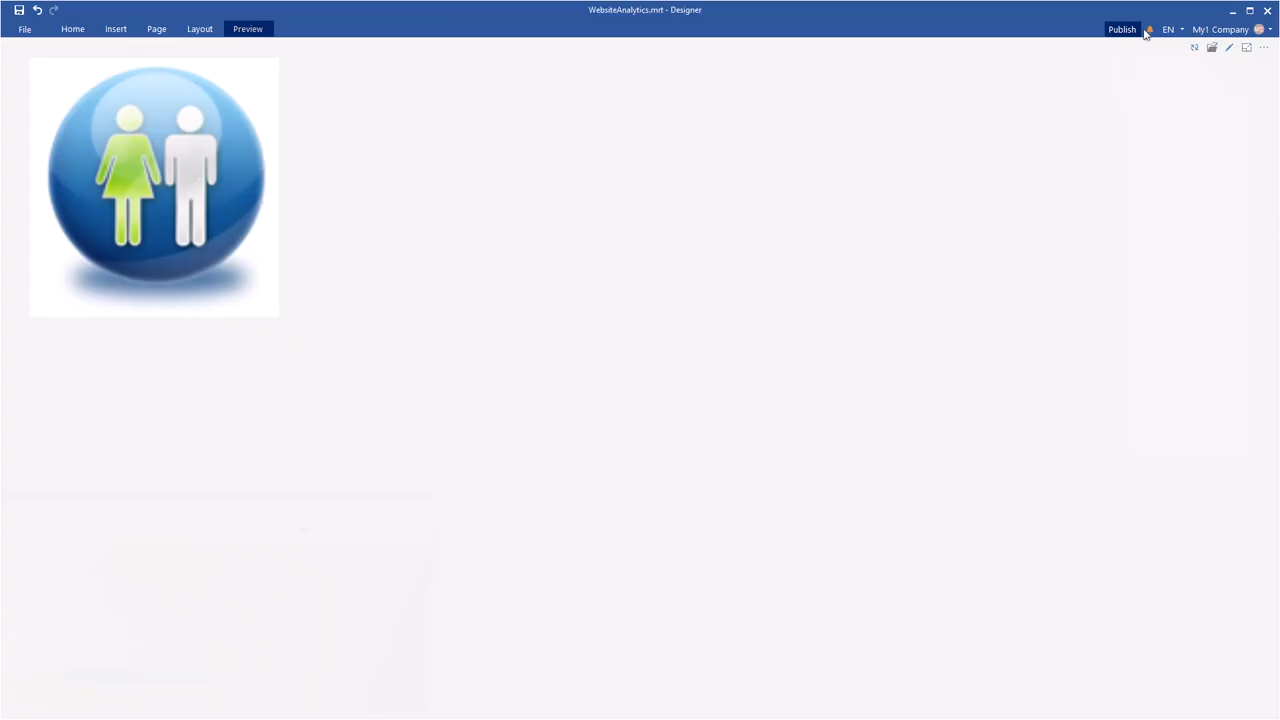 WebsiteAnalytics.mrt - Designer
File Home Insert Page Layout Preview Publish EN My1 Company